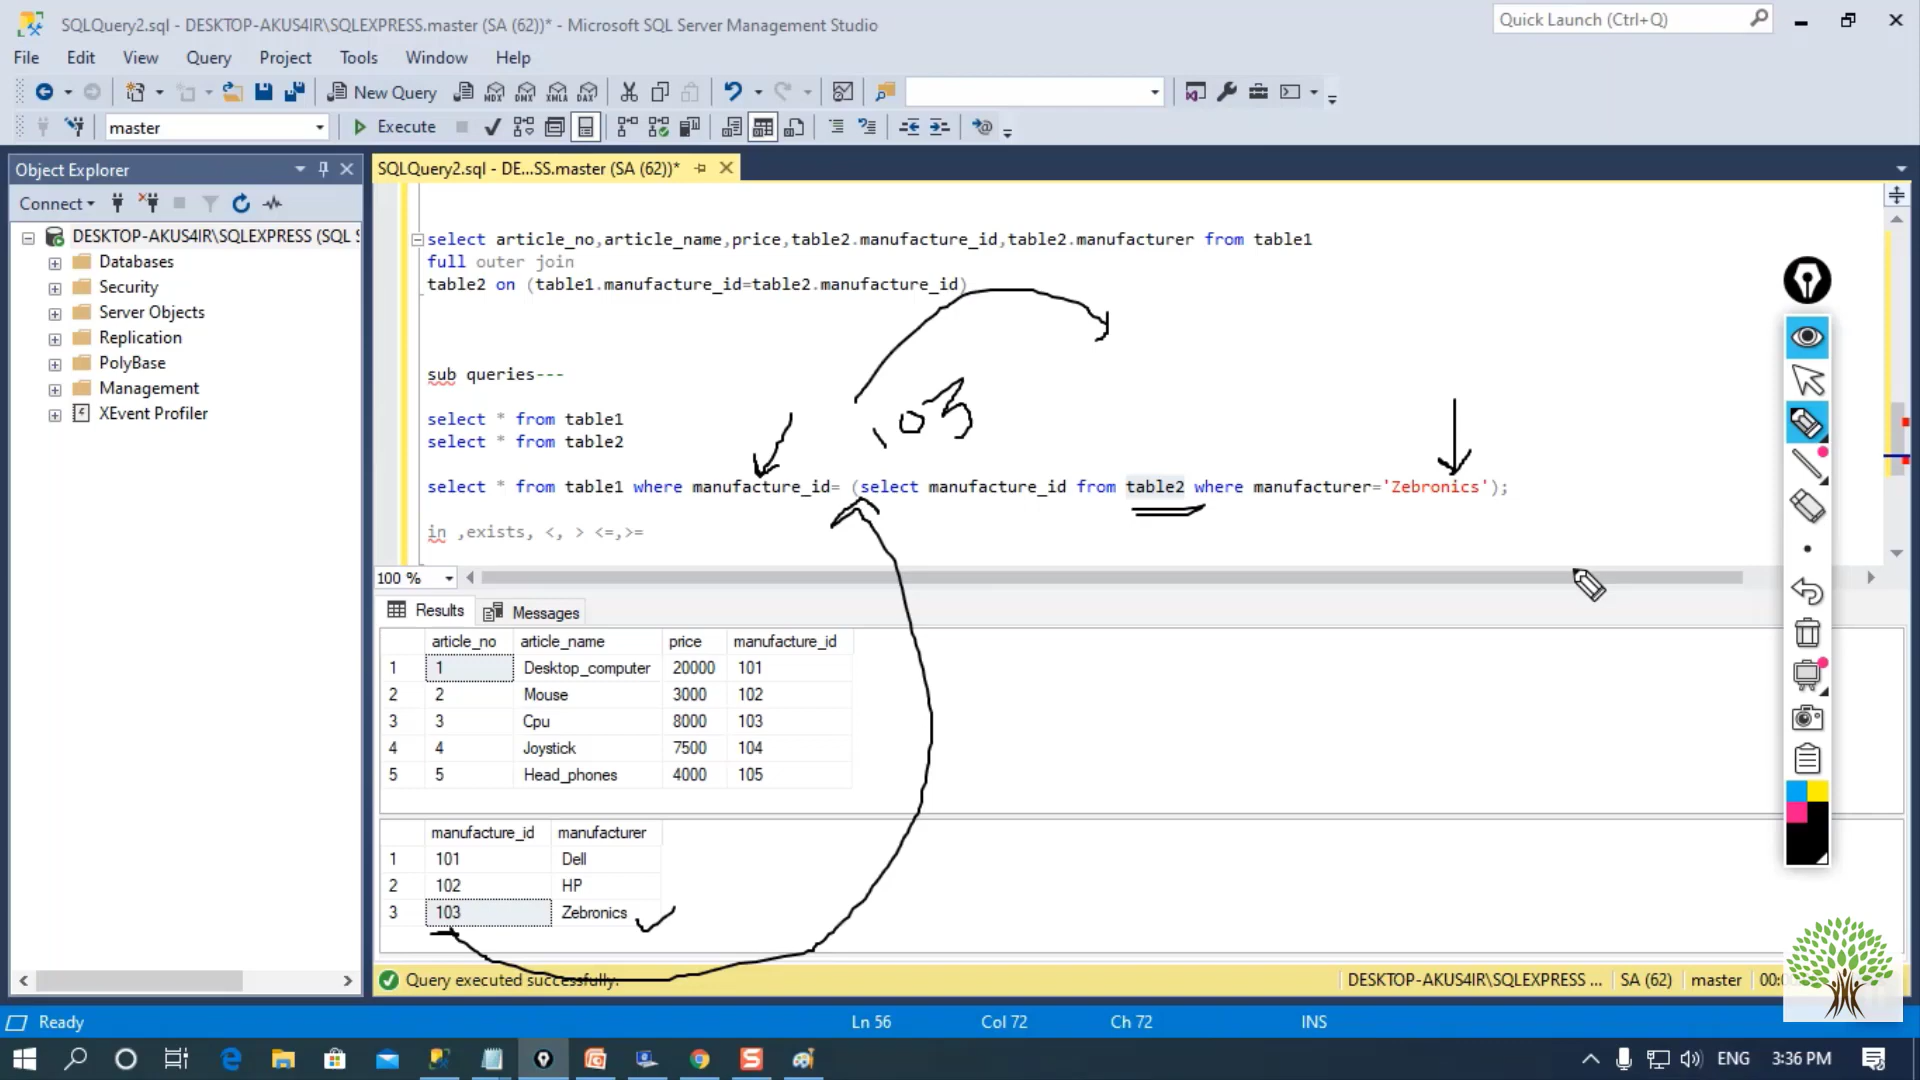 SQLQuery2.sql - DESKTOP-AKUS4IR\SQLEXPRESS.master (SA (62))* - Microsoft SQL Server Management Studio
Quick Launch (Ctrl+Q)
File Edit View Query Project Tools Window Help
New Query MDX DMX XMLA DAX
master Execute
Object Explorer
SQLQuery2.sql - DE...SS.master (SA (62))*
Connect
DESKTOP-AKUS4IR\SQLEXPRESS (SQL S
Databases
Security
Server Objects
Replication
PolyBase
Management
XEvent Profiler
select article_no,article_name,price,table2.manufacture_id,table2.manufacturer from table1
full outer join
table2 on (table1.manufacture_id=table2.manufacture_id)
sub queries---
select * from table1
select * from table2
103
select * from table1 where manufacture_id= (select manufacture_id from table2 where manufacturer='Zebronics');
in ,exists, <, > <=,>=
100 %
Results Messages
article_no article_name price manufacture_id
1 1 Desktop_computer 20000 101
2 2 Mouse 3000 102
3 3 Cpu 8000 103
4 4 Joystick 7500 104
5 5 Head_phones 4000 105
manufacture_id manufacturer
1 101 Dell
2 102 HP
3 103 Zebronics
Query executed successfully.
DESKTOP-AKUS4IR\SQLEXPRESS ... SA (62) master 00:
Ready Ln 56 Col 72 Ch 72 INS
ENG 3:36 PM